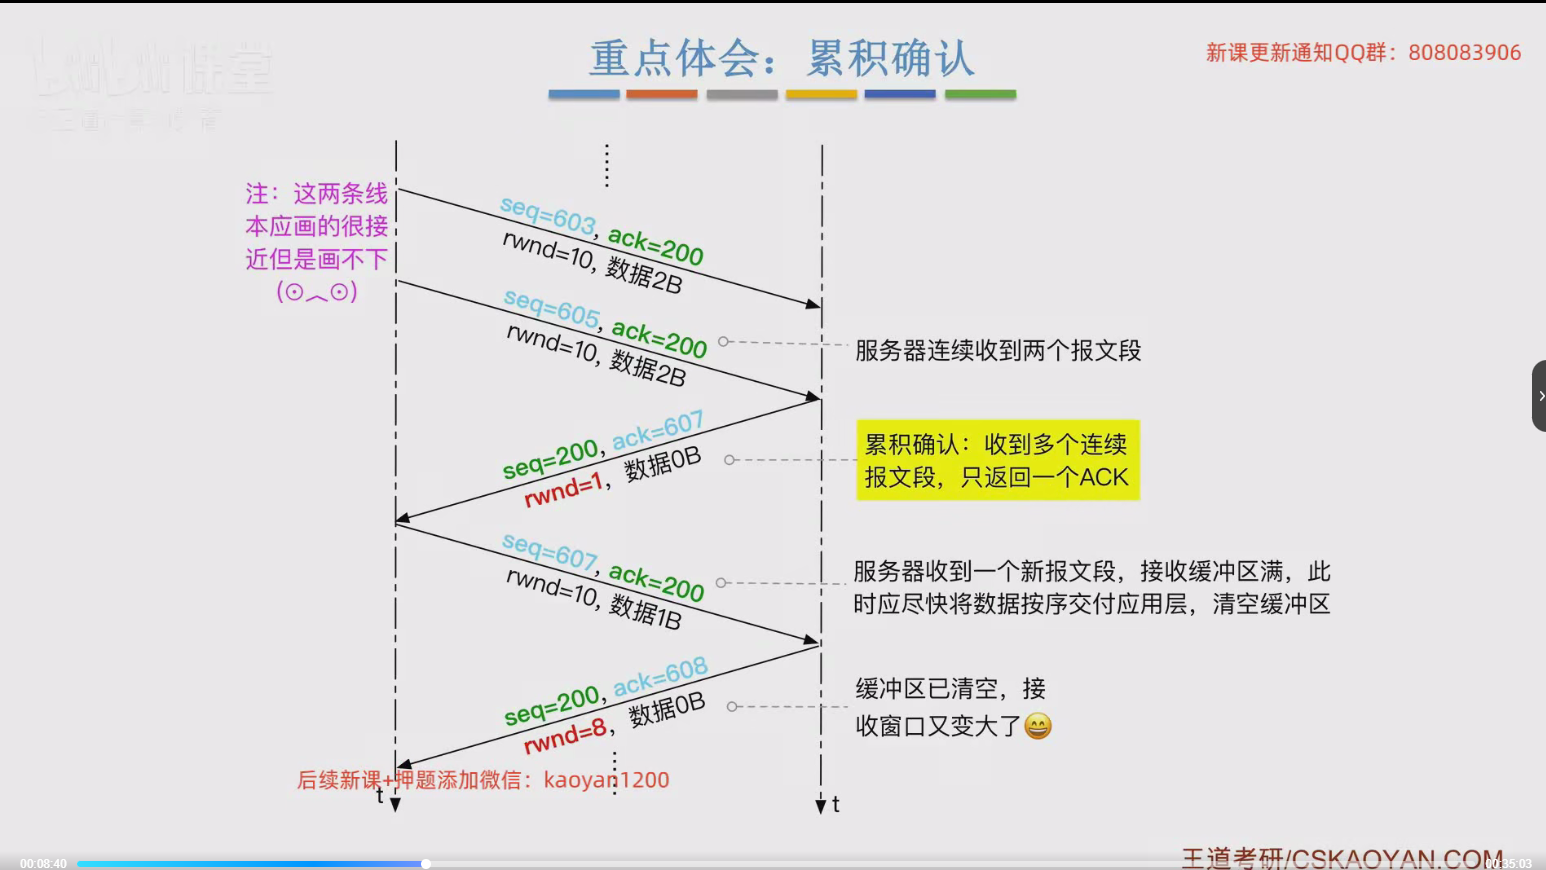 重点体会：累积确认
新课更新通知QQ群：808083906
课堂
注：这两条线
本应画的很接
近但是画不下
(⊙︿⊙)
seq=603, ack=200
rwnd=10, 数据2B
seq=605, ack=200
rwnd=10, 数据2B
服务器连续收到两个报文段
seq=200, ack=607
rwnd=1， 数据0B
累积确认：收到多个连续
报文段，只返回一个ACK
seq=607, ack=200
rwnd=10, 数据1B
服务器收到一个新报文段，接收缓冲区满，此
时应尽快将数据按序交付应用层，清空缓冲区
seq=200, ack=608
rwnd=8， 数据0B
缓冲区已清空，接
收窗口又变大了😄
后续新课+押题添加微信：kaoyan1200
t
t
王道考研/CSKAOYAN.COM
00:08:40
00:35:03